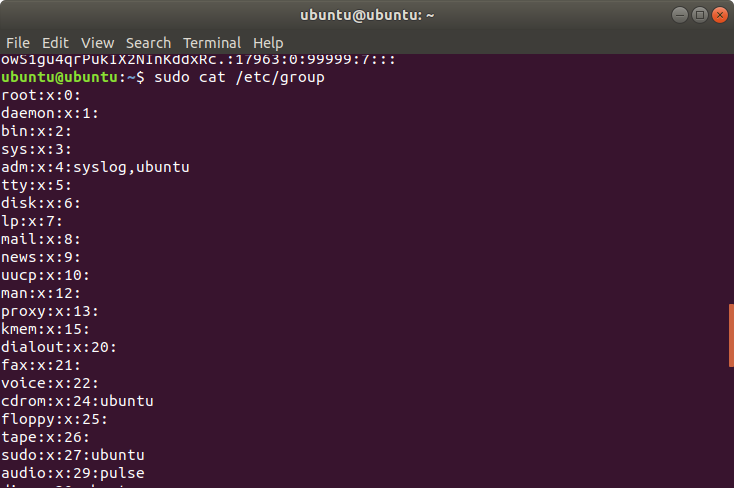 ubuntu@ubuntu: ~
File Edit View Search Terminal Help
ubuntu@ubuntu:~$ sudo cat /etc/group
root:x:0:
daemon:x:1:
bin:x:2:
sys:x:3:
adm:x:4:syslog,ubuntu
tty:x:5:
disk:x:6:
lp:x:7:
mail:x:8:
news:x:9:
uucp:x:10:
man:x:12:
proxy:x:13:
kmem:x:15:
dialout:x:20:
fax:x:21:
voice:x:22:
cdrom:x:24:ubuntu
floppy:x:25:
tape:x:26:
sudo:x:27:ubuntu
audio:x:29:pulse